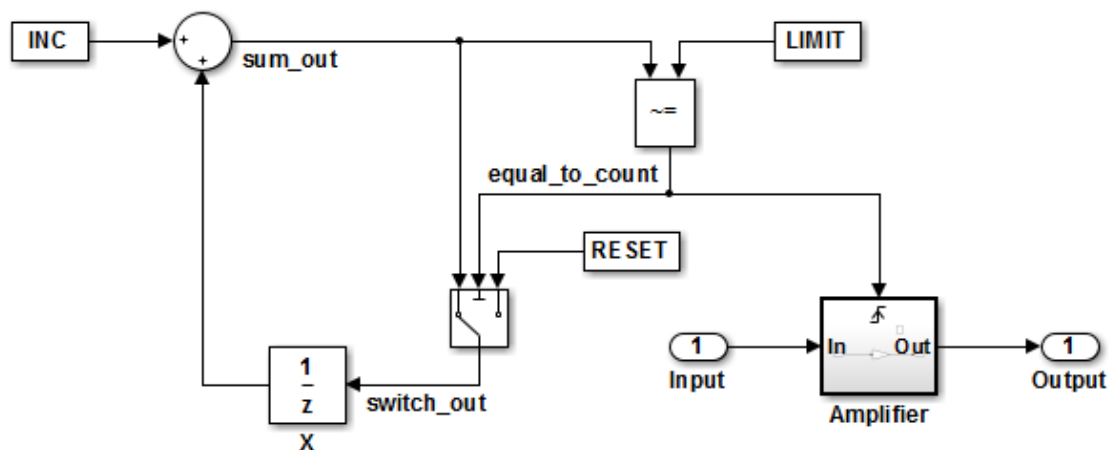 INC
+
+
sum_out
LIMIT
~=
equal_to_count
RESET
1
z
X
switch_out
1
Input
In
Out
Amplifier
1
Output